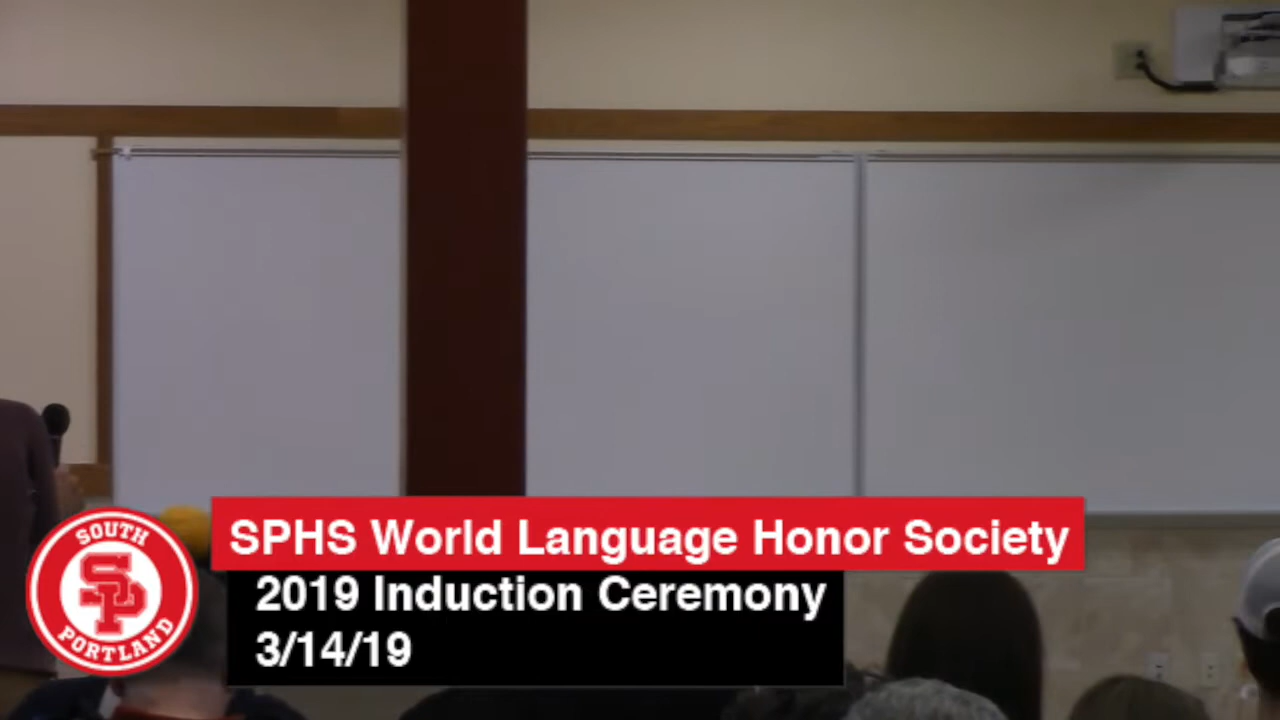 SOUTH
SP
PORTLAND
SPHS World Language Honor Society
2019 Induction Ceremony
3/14/19